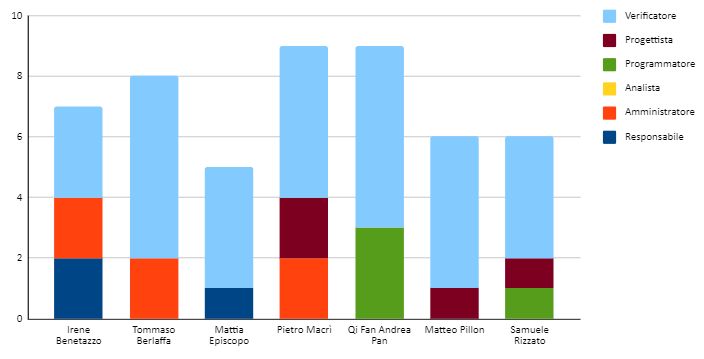 10
8
6
4
2
0
Irene
Benetazzo
Tommaso
Berlaffa
Mattia
Episcopo
Pietro Macrì
Qi Fan Andrea
Pan
Matteo Pillon
Samuele
Rizzato
Verificatore
Progettista
Programmatore
Analista
Amministratore
Responsabile